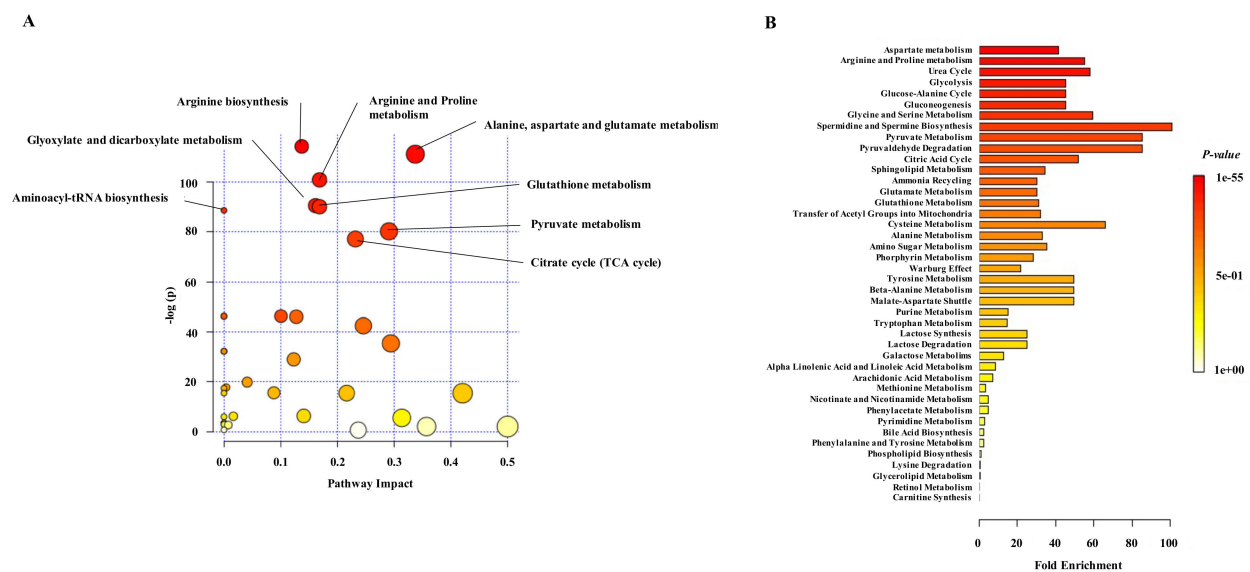 A
B
Arginine biosynthesis
Arginine and Proline
metabolism
Alanine, aspartate and glutamate metabolism
Glyoxylate and dicarboxylate metabolism
Glutathione metabolism
Aminoacyl-tRNA biosynthesis
Pyruvate metabolism
Citrate cycle (TCA cycle)
100
80
60
40
20
0
-log (p)
0.0 0.1 0.2 0.3 0.4 0.5
Pathway Impact
Aspartate metabolism
Arginine and Proline metabolism
Urea Cycle
Glycolysis
Glucose-Alanine Cycle
Gluconeogenesis
Glycine and Serine Metabolism
Spermidine and Spermine Biosynthesis
Pyruvate Metabolism
Pyruvaldehyde Degradation
Citric Acid Cycle
Sphingolipid Metabolism
Ammonia Recycling
Glutamate Metabolism
Glutathione Metabolism
Transfer of Acetyl Groups into Mitochondria
Cysteine Metabolism
Alanine Metabolism
Amino Sugar Metabolism
Phorphyrin Metabolism
Warburg Effect
Tyrosine Metabolism
Beta-Alanine Metabolism
Malate-Aspartate Shuttle
Purine Metabolism
Tryptophan Metabolism
Lactose Synthesis
Lactose Degradation
Galactose Metabolims
Alpha Linolenic Acid and Linoleic Acid Metabolism
Arachidonic Acid Metabolism
Methionine Metabolism
Nicotinate and Nicotinamide Metabolism
Phenylacetate Metabolism
Pyrimidine Metabolism
Bile Acid Biosynthesis
Phenylalanine and Tyrosine Metabolism
Phospholipid Biosynthesis
Lysine Degradation
Glycerolipid Metabolism
Retinol Metabolism
Carnitine Synthesis
0 20 40 60 80 100
Fold Enrichment
P-value
1e-55
5e-01
1e+00